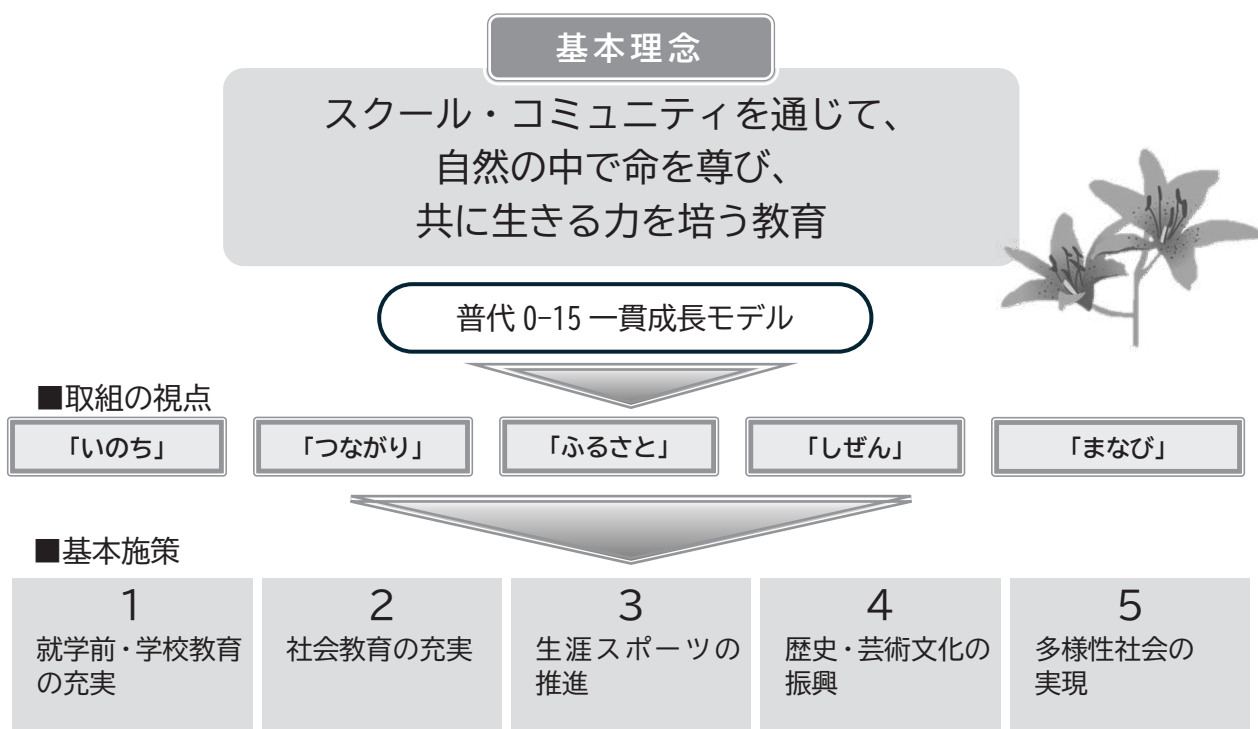 基本理念
スクール・コミュニティを通じて、
自然の中で命を尊び、
共に生きる力を培う教育
普代 0-15 一貫成長モデル
■取組の視点
「いのち」 「つながり」 「ふるさと」 「しぜん」 「まなび」
■基本施策
1
就学前・学校教育
の充実
2
社会教育の充実
3
生涯スポーツの
推進
4
歴史・芸術文化の
振興
5
多様性社会の
実現